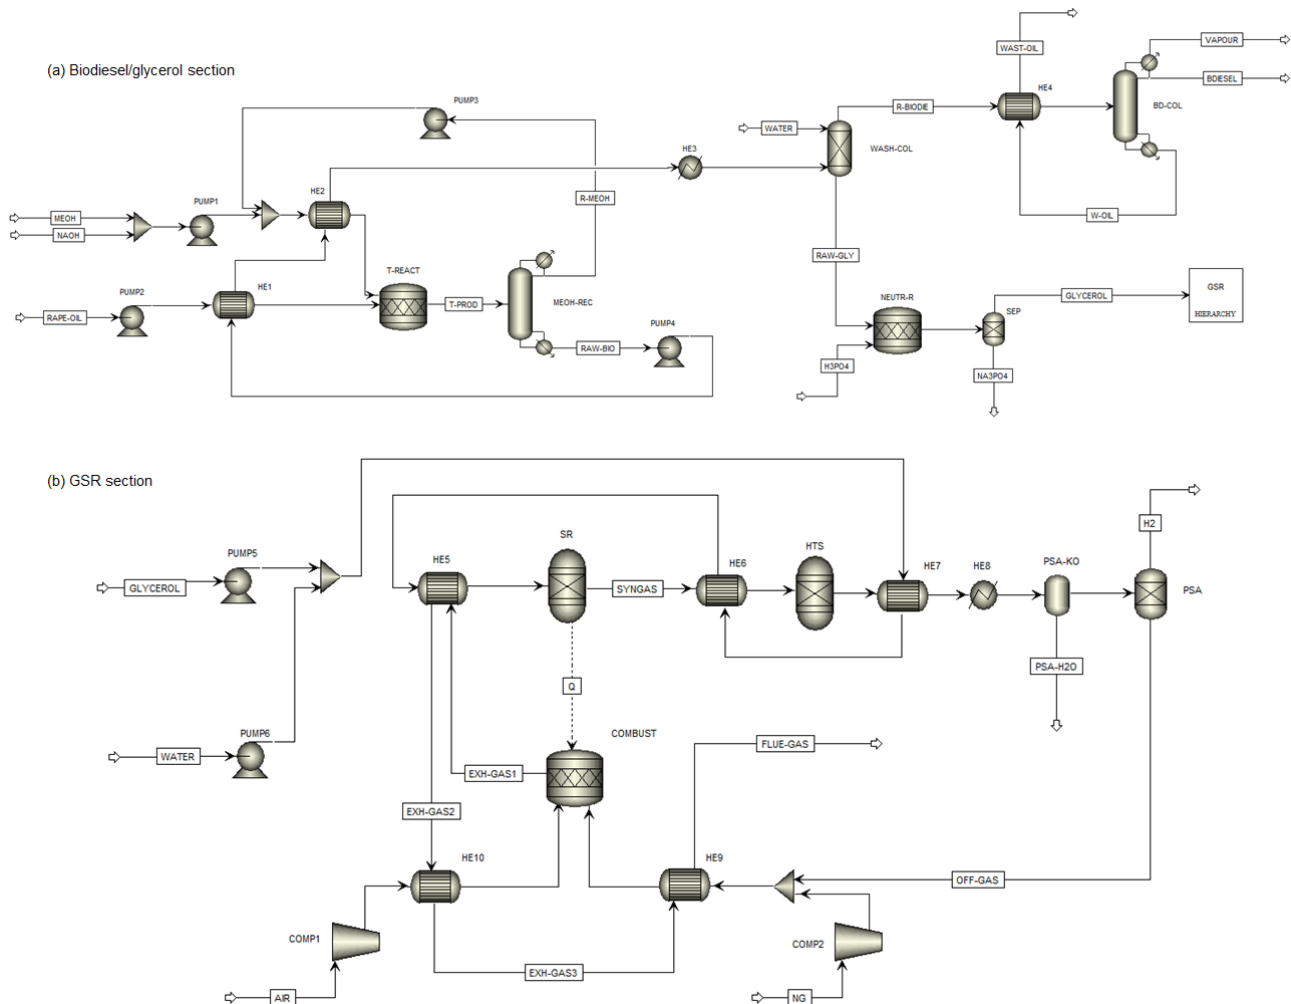 (a) Biodiesel/glycerol section
WAST-OIL
VAPOUR
HE4
BDIESEL
BD-COL
PUMP3
R-BIODE
WATER
WASH-COL
HE3
HE2
R-MEOH
PUMP1
MEOH
NAOH
W-OIL
RAW-GLY
T-REACT
HE1
PUMP2
T-PROD
MEOH-REC
NEUTR-R
GLYCEROL
GSR
HIERARCHY
SEP
RAPE-OIL
PUMP4
RAW-BIO
H3PO4
NA3PO4
(b) GSR section
H2
SR
HTS
PUMP5
HE5
HE6
HE7
HE8
PSA-KO
PSA
GLYCEROL
SYNGAS
PSA-H2O
Q
PUMP6
COMBUST
WATER
FLUE-GAS
EXH-GAS1
EXH-GAS2
HE10
HE9
OFF-GAS
COMP1
COMP2
EXH-GAS3
AIR
NG